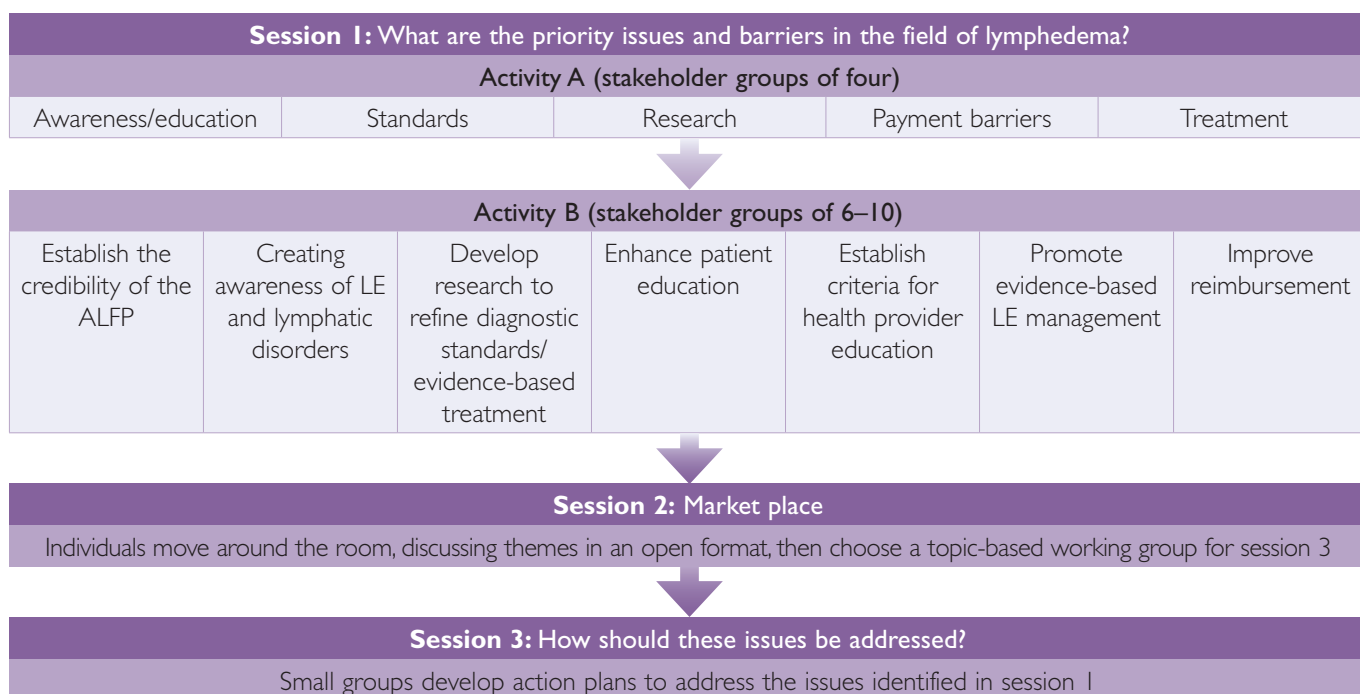 Session 1: What are the priority issues and barriers in the field of lymphedema?
Activity A (stakeholder groups of four)
Awareness/education
Standards
Research
Payment barriers
Treatment
Activity B (stakeholder groups of 6–10)
Establish the
credibility of the
ALFP
Creating
awareness of LE
and lymphatic
disorders
Develop
research to
refine diagnostic
standards/
evidence-based
treatment
Enhance patient
education
Establish
criteria for
health provider
education
Promote
evidence-based
LE management
Improve
reimbursement
Session 2: Market place
Individuals move around the room, discussing themes in an open format, then choose a topic-based working group for session 3
Session 3: How should these issues be addressed?
Small groups develop action plans to address the issues identified in session 1